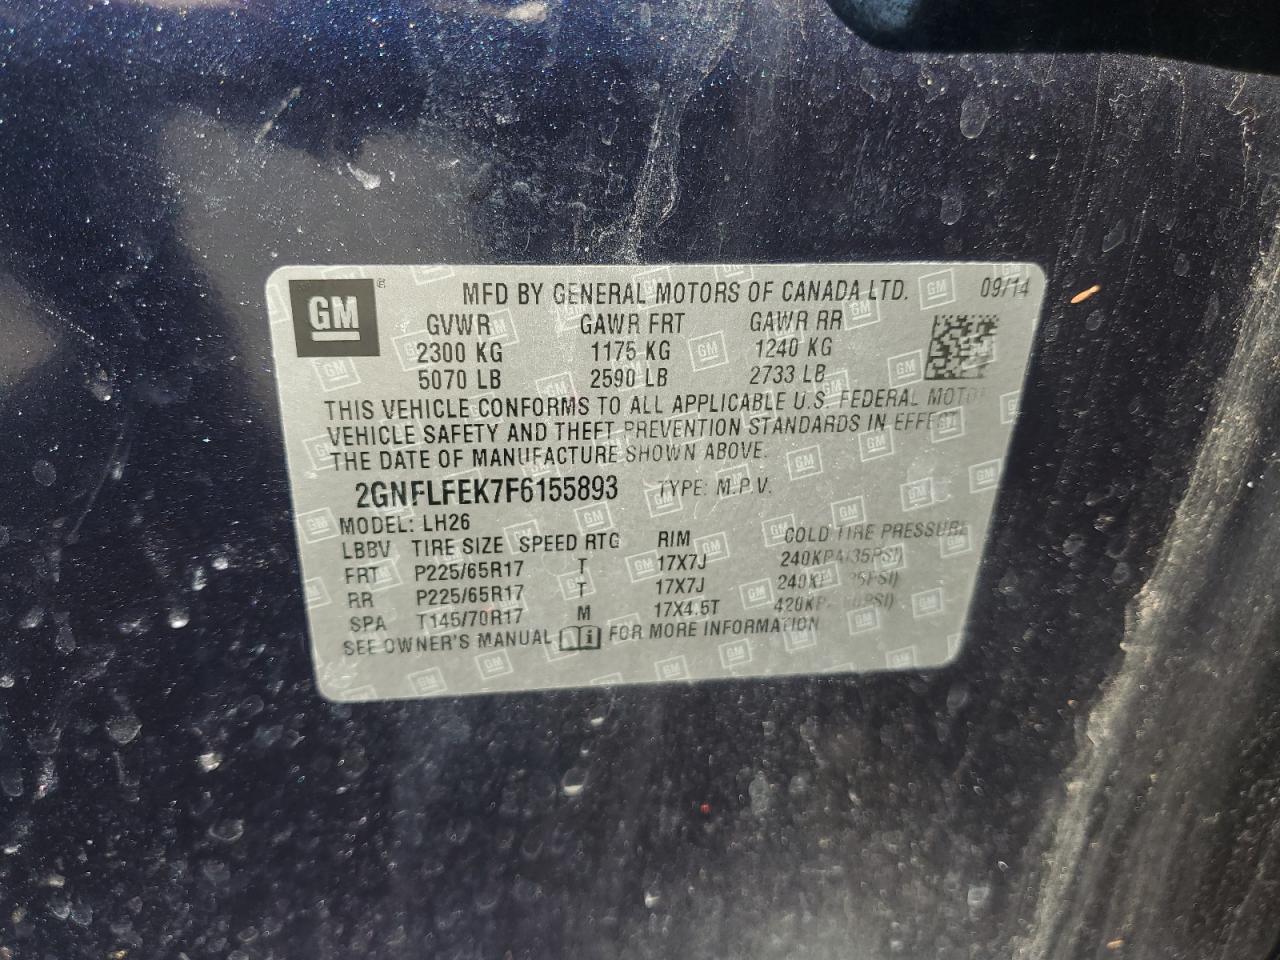 GM
MFD BY GENERAL MOTORS OF CANADA LTD. 09/14
GVWR GAWR FRT GAWR RR
2300 KG 1175 KG 1240 KG
5070 LB 2590 LB 2733 LB
THIS VEHICLE CONFORMS TO ALL APPLICABLE U.S. FEDERAL
VEHICLE SAFETY AND THEFT PREVENTION STANDARDS IN EFFECT
THE DATE OF MANUFACTURE SHOWN ABOVE.
2GNFLFEK7F6155893 TYPE: M.P.V.
MODEL: LH26
LBBV TIRE SIZE SPEED RTG RIM COLD TIRE PRESSURE
FRT P225/65R17 T 17X7J 240KPA(35PSI)
RR P225/65R17 T 17X7J
SPA T145/70R17 M 17X4.5T
SEE OWNER'S MANUAL FOR MORE INFORMATION